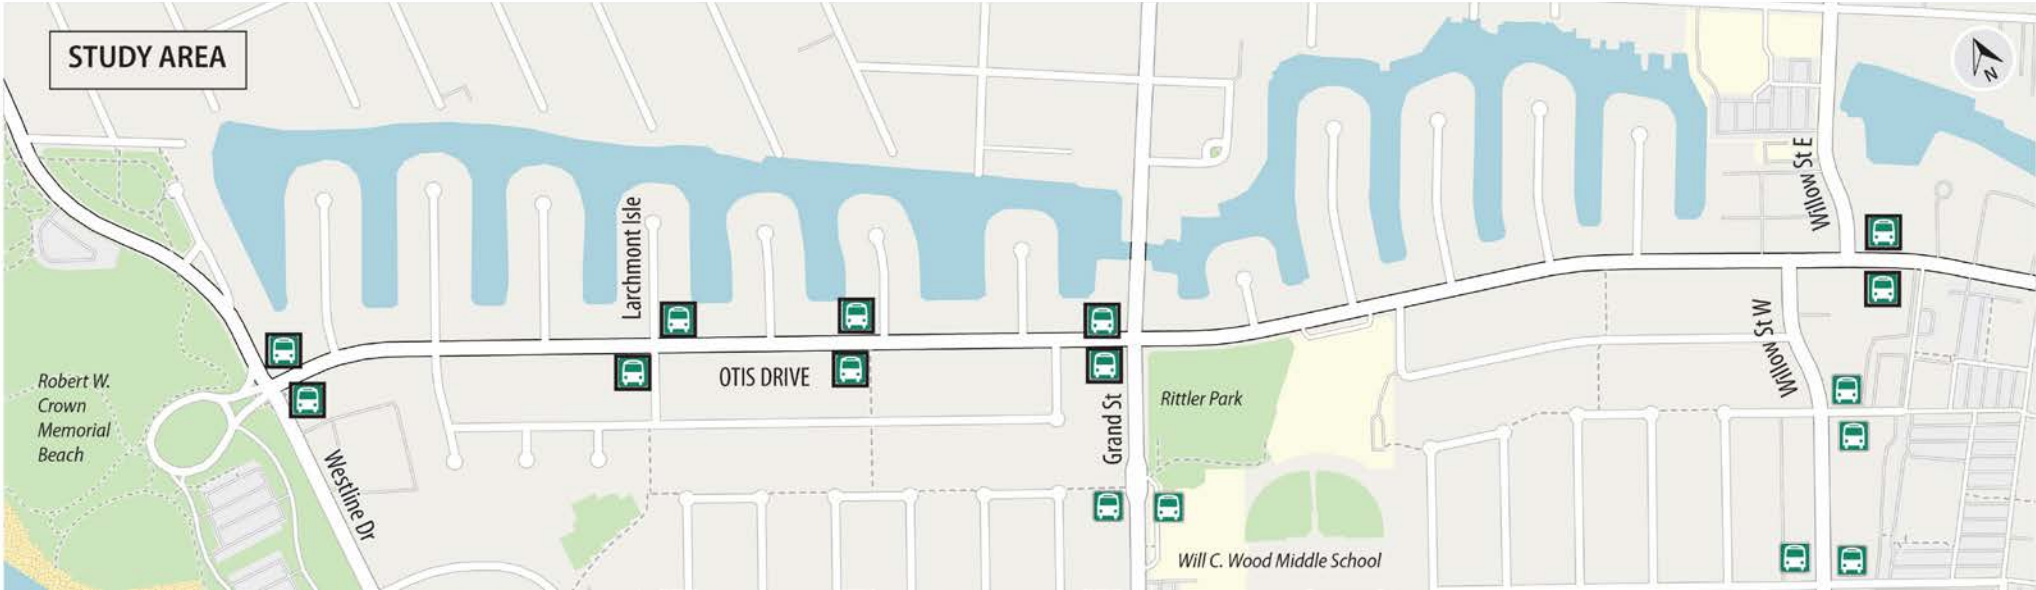 STUDY AREA
N
Willow St E
Larchmont Isle
Willow St W
Robert W.
Crown
Memorial
Beach
OTIS DRIVE
Grand St
Rittler Park
Westline Dr
Will C. Wood Middle School